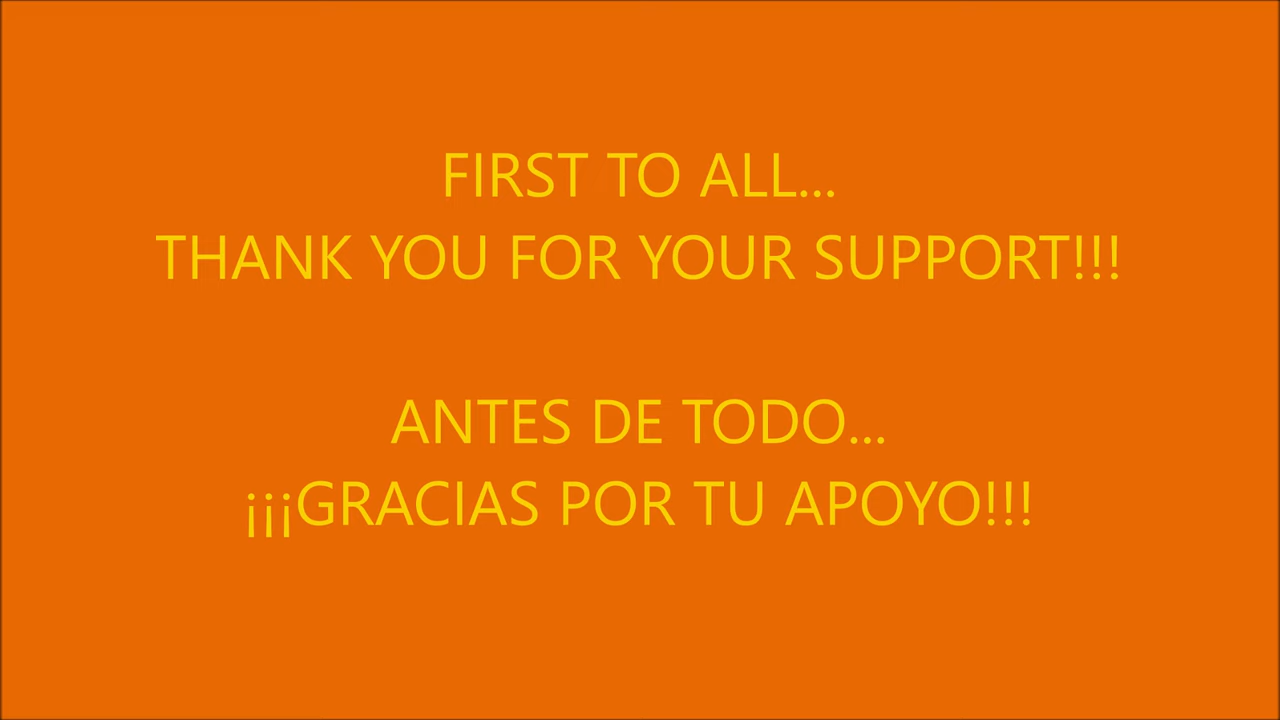 FIRST TO ALL...
THANK YOU FOR YOUR SUPPORT!!!
ANTES DE TODO...
¡¡¡GRACIAS POR TU APOYO!!!